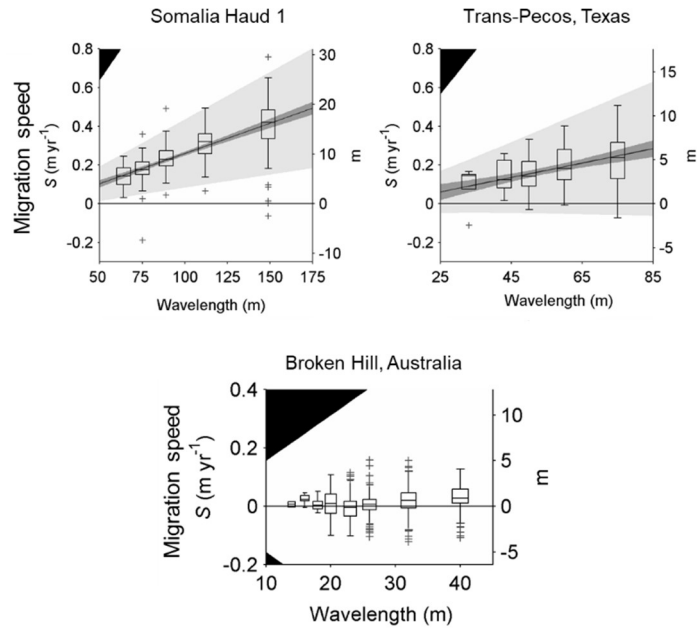 Somalia Haud 1
Trans-Pecos, Texas
Migration speed
S (m yr⁻¹)
0.8
0.6
0.4
0.2
0
-0.2
30
20
10
0
-10
m
50 75 100 125 150 175
Wavelength (m)
0.8
0.6
0.4
0.2
0
-0.2
15
10
5
0
-5
m
25 45 65 85
Wavelength (m)
Broken Hill, Australia
Migration speed
S (m yr⁻¹)
0.4
0.2
0
-0.2
10
5
0
-5
m
10 20 30 40
Wavelength (m)